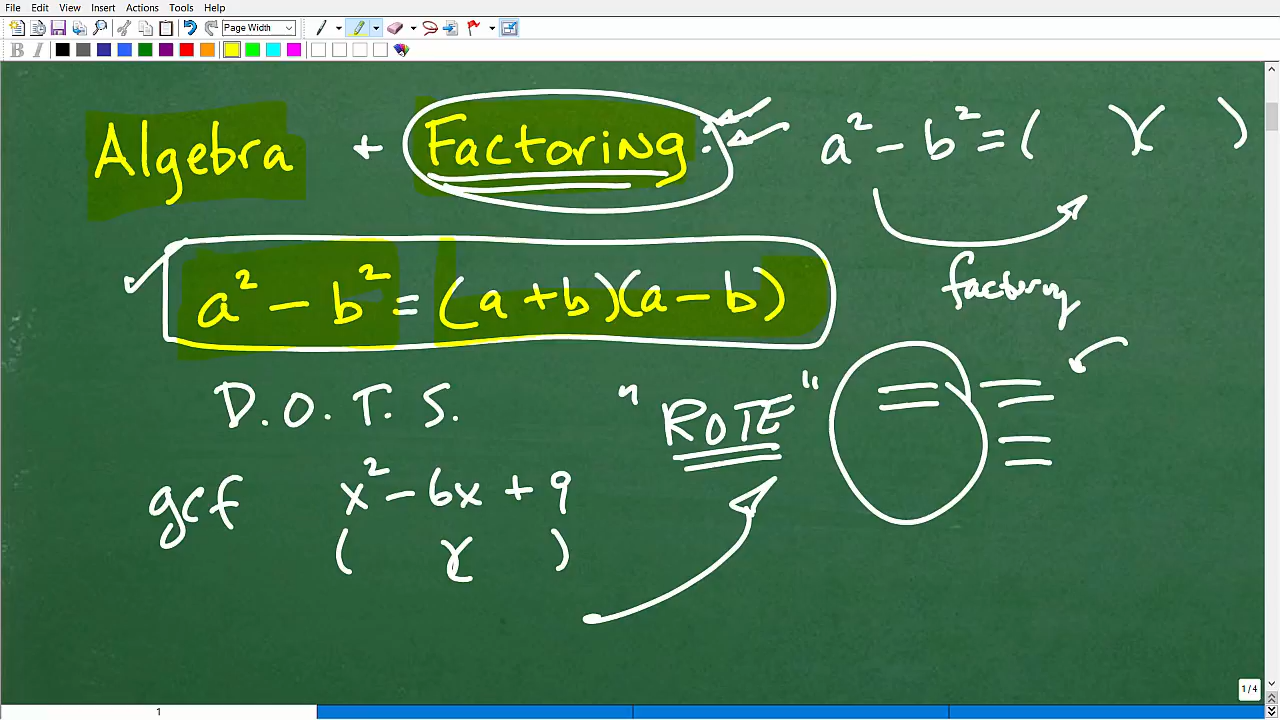 File Edit View Insert Actions Tools Help
Page Width
B I
Algebra + Factoring.
a² - b² = ( )( )
factoring
a² - b² = (a+b)(a-b)
D.O.T.S.
"ROTE"
gcf x² - 6x + 9
( )( )
1/4
1